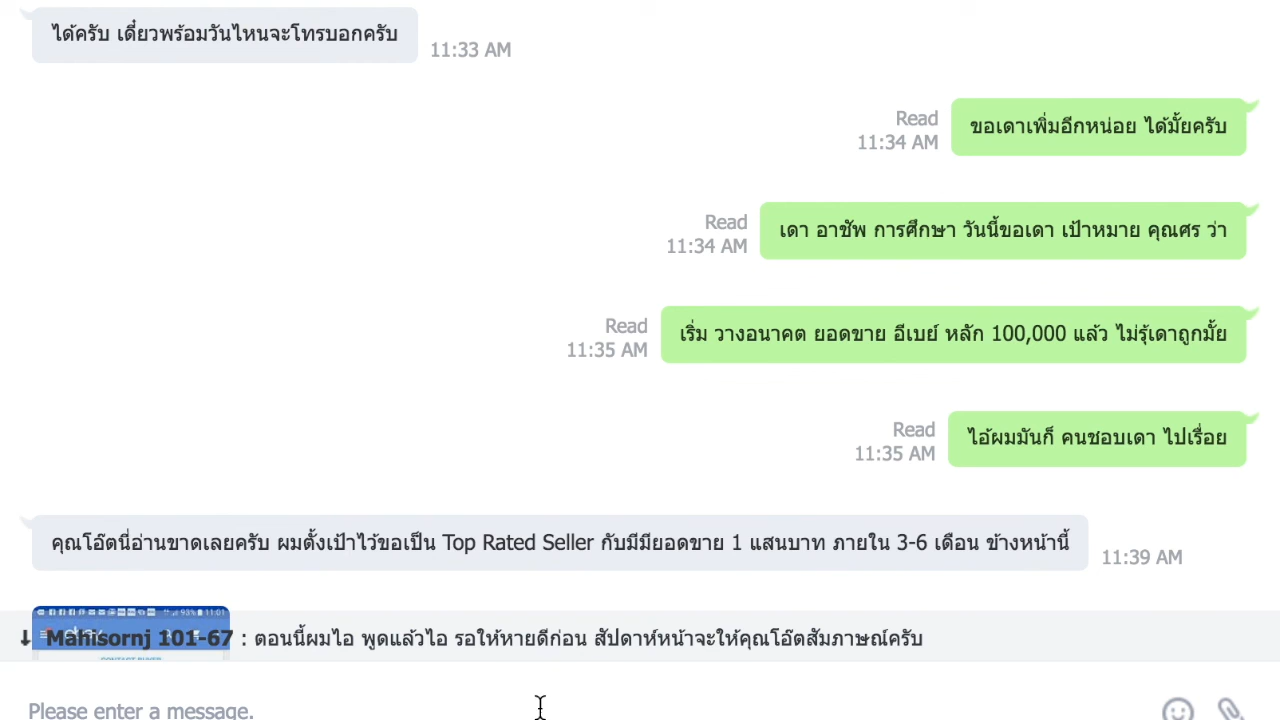 ได้ครับ เดี๋ยวพร้อมวันไหนจะโทรบอกครับ
11:33 AM
Read
11:34 AM
ขอเดาเพิ่มอีกหน่อย ได้มั้ยครับ
Read
11:34 AM
เดา อาชัพ การศึกษา วันนี้ขอเดา เป้าหมาย คุณศร ว่า
Read
11:35 AM
เริ่ม วางอนาคต ยอดขาย อีเบย์ หลัก 100,000 แล้ว ไม่รุ้เดาถูกมั้ย
Read
11:35 AM
ไอ้ผมมันก็ คนชอบเดา ไปเรื่อย
คุณโอ๊ตนี่อ่านขาดเลยครับ ผมตั้งเป้าไว้ขอเป็น Top Rated Seller กับมีมียอดขาย 1 แสนบาท ภายใน 3-6 เดือน ข้างหน้านี้
11:39 AM
93% 11:01
Mahisornj 101-67 : ตอนนี้ผมไอ พูดแล้วไอ รอให้หายดีก่อน สัปดาห์หน้าจะให้คุณโอ๊ตสัมภาษณ์ครับ
CONTACT BUYER
Please enter a message.